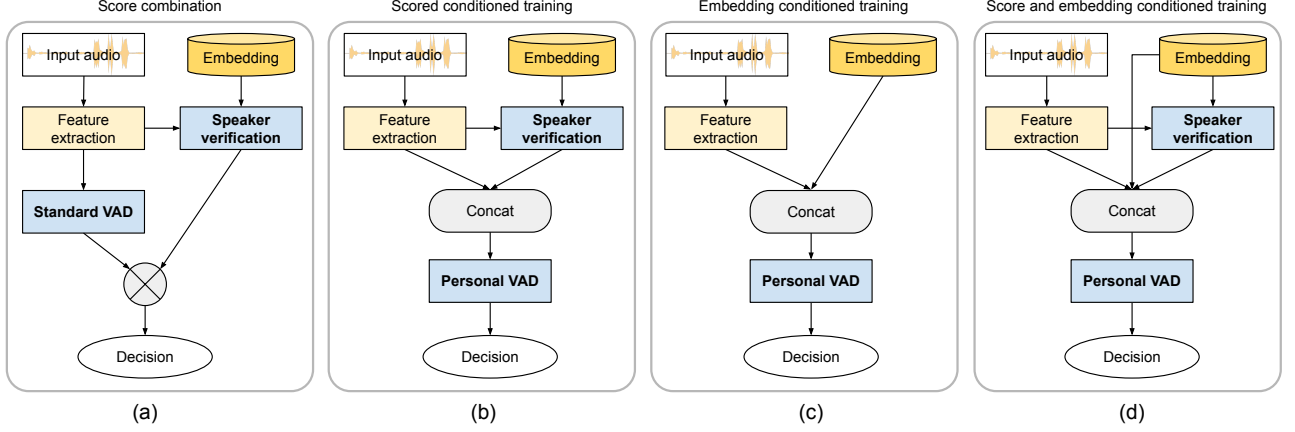 Score combination
Input audio
Embedding
Feature
extraction
Speaker
verification
Standard VAD
Decision
(a)
Scored conditioned training
Input audio
Embedding
Feature
extraction
Speaker
verification
Concat
Personal VAD
Decision
(b)
Embedding conditioned training
Input audio
Embedding
Feature
extraction
Concat
Personal VAD
Decision
(c)
Score and embedding conditioned training
Input audio
Embedding
Feature
extraction
Speaker
verification
Concat
Personal VAD
Decision
(d)